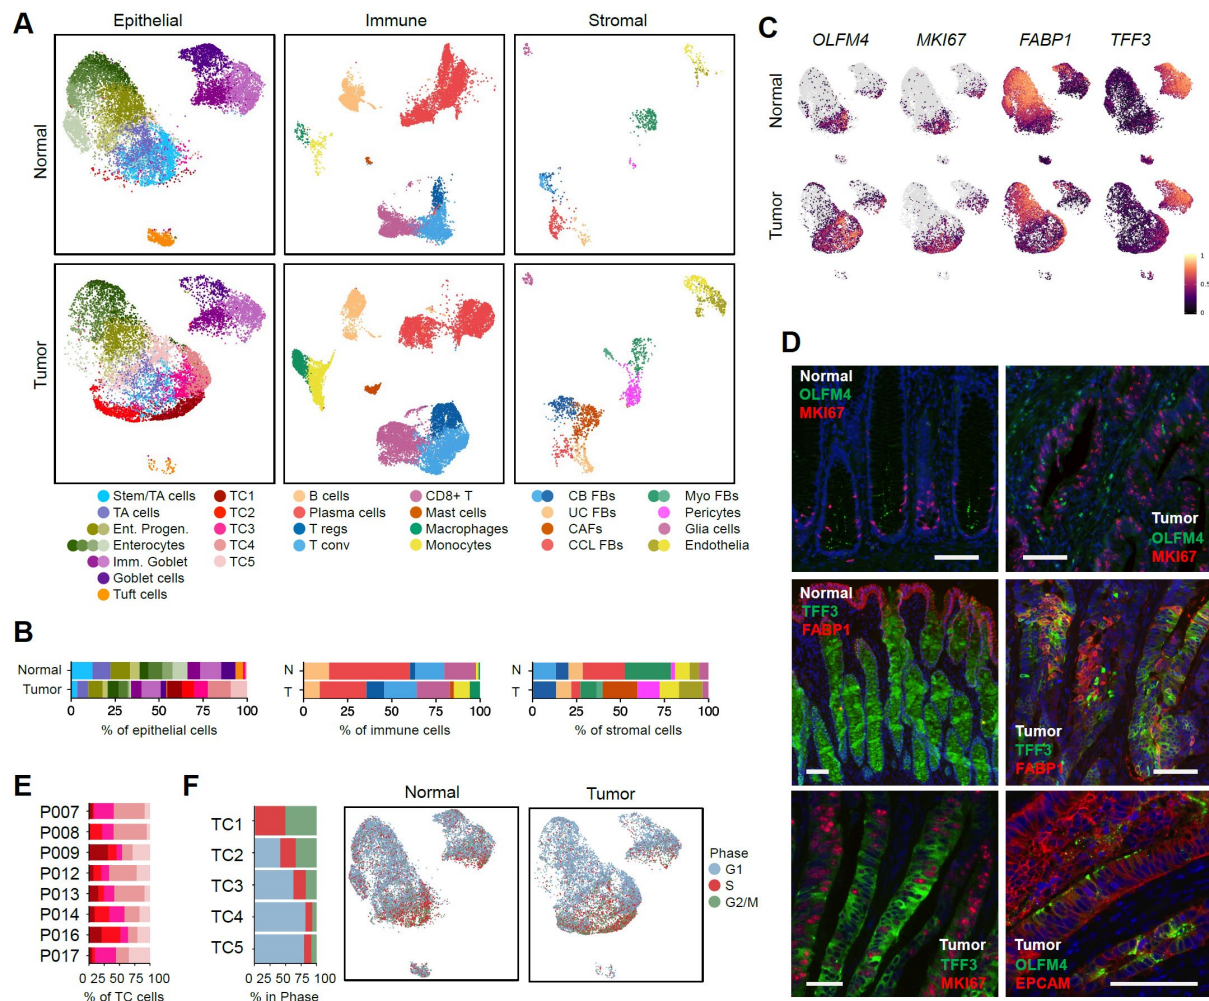 A
Epithelial
Immune
Stromal
Normal
Tumor
Stem/TA cells
TA cells
Ent. Progen.
Enterocytes
Imm. Goblet
Goblet cells
Tuft cells
TC1
TC2
TC3
TC4
TC5
B cells
Plasma cells
T regs
T conv
CD8+ T
Mast cells
Macrophages
Monocytes
CB FBs
UC FBs
CAFs
CCL FBs
Myo FBs
Pericytes
Glia cells
Endothelia
B
Normal
Tumor
0 25 50 75 100
% of epithelial cells
N
T
0 25 50 75 100
% of immune cells
N
T
0 25 50 75 100
% of stromal cells
C
OLFM4 MKI67 FABP1 TFF3
Normal
Tumor
1
0.5
0
D
Normal
OLFM4
MKI67
Tumor
OLFM4
MKI67
Normal
TFF3
FABP1
Tumor
TFF3
FABP1
Tumor
TFF3
MKI67
Tumor
OLFM4
EPCAM
E
P007
P008
P009
P012
P013
P014
P016
P017
0 25 50 75 100
% of TC cells
F
TC1
TC2
TC3
TC4
TC5
0 25 50 75 100
% in Phase
Normal
Tumor
Phase
G1
S
G2/M